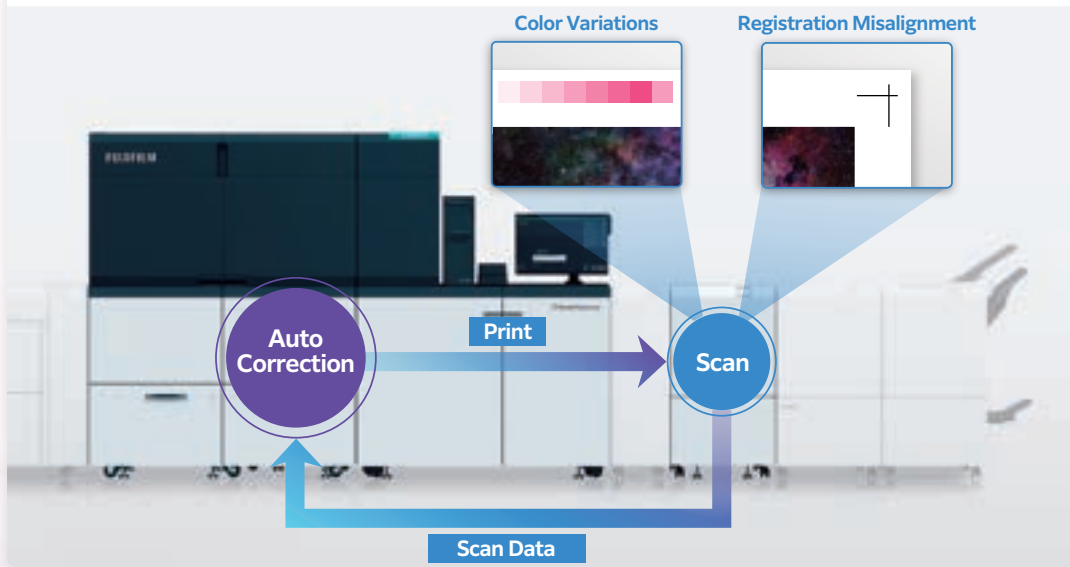 Color Variations
Registration Misalignment
FUJIFILM
Print
Auto
Correction
Scan
Scan Data